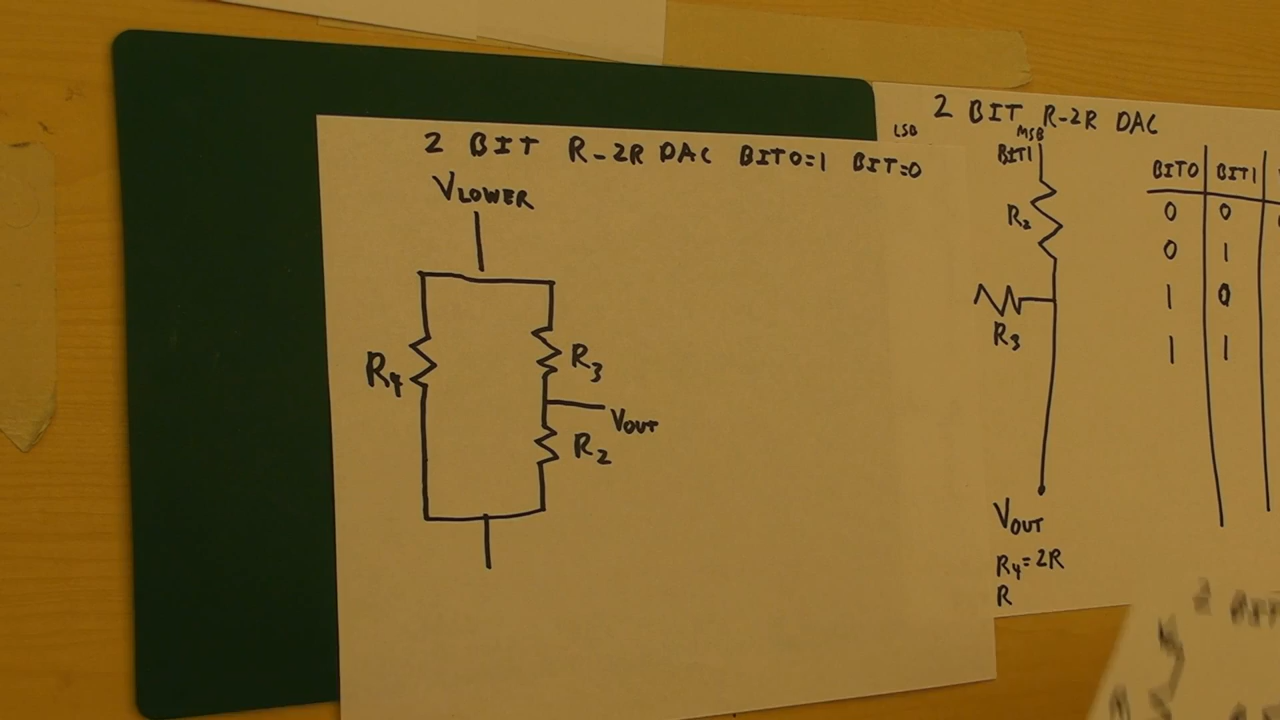 2 BIT R-2R DAC BIT0=1 BIT=0
VLOWER
R4
R3
VOUT
R2
2 BIT R-2R DAC
LSB
MSB
BIT1
R2
R3
VOUT
R4=2R
R
BIT0 BIT1
0 0
0 1
1 0
1 1